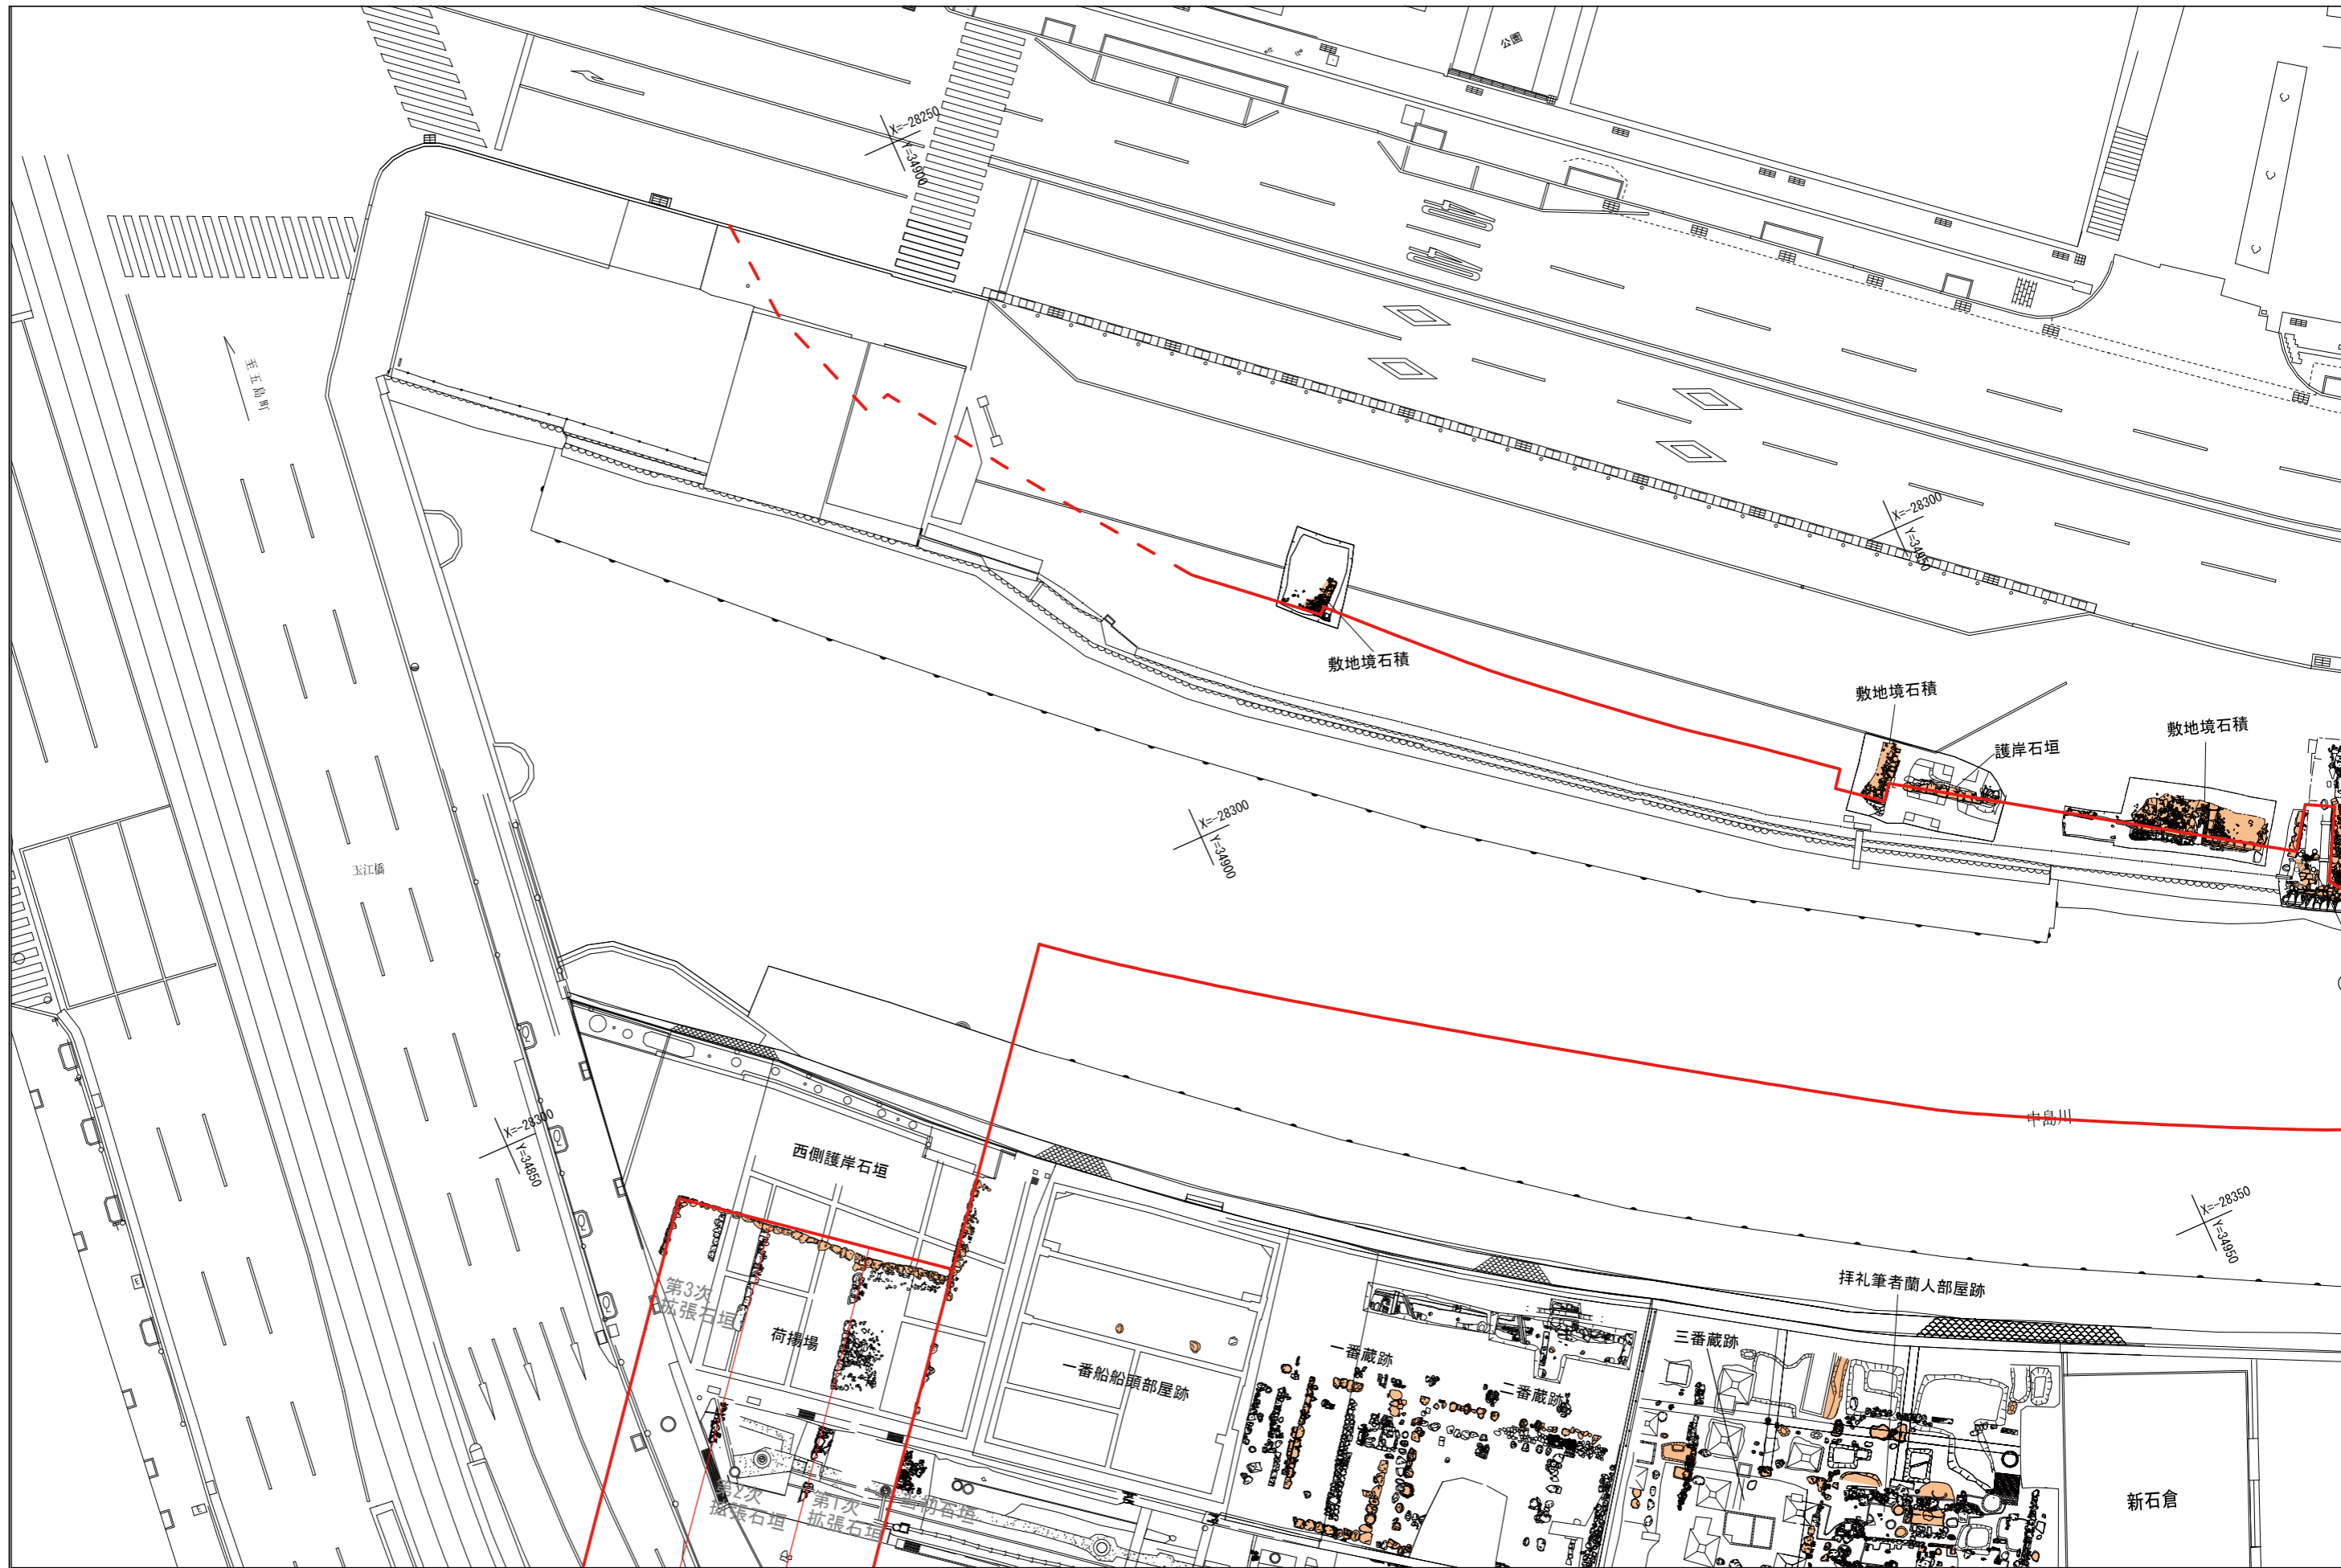 公園
X=-28250
Y=34900
至五島町
X=-28300
Y=34950
敷地境石積
敷地境石積
敷地境石積
護岸石垣
X=-28300
Y=34900
玉江橋
中島川
X=-28300
Y=34850
西側護岸石垣
X=-28350
Y=34950
第3次
拡張石垣
荷揚場
一番船船頭部屋跡
一番蔵跡
二番蔵跡
三番蔵跡
拝礼筆者蘭人部屋跡
新石倉
第2次
拡張石垣
第1次
拡張石垣